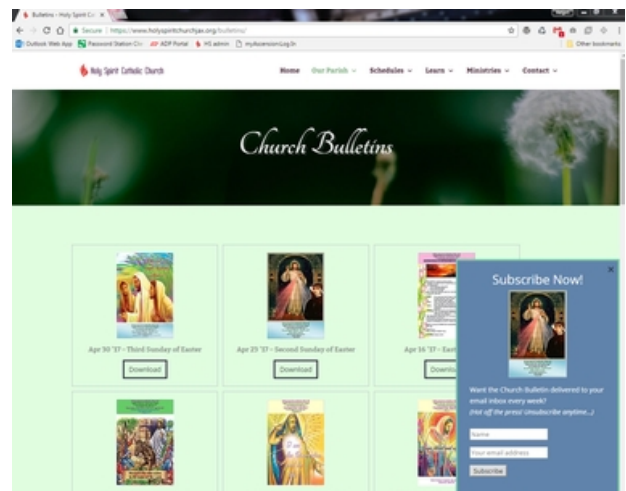 Bulletins - Holy Spirit Ca
Secure | https://www.holyspiritchurchjax.org/bulletins/
Outlook Web App Password Station ADP Portal HS admin myAscensionLog.In Other bookmarks
Holy Spirit Catholic Church
Home Our Parish Schedules Learn Ministries Contact
Church Bulletins
Apr 30 '17 – Third Sunday of Easter
Download
Apr 23 '17 – Second Sunday of Easter
Download
Apr 16 '17 –
Subscribe Now!
Want the Church Bulletin delivered to your
email inbox every week?
(Hot off the press! Unsubscribe anytime...)
Name
Your email address
Subscribe